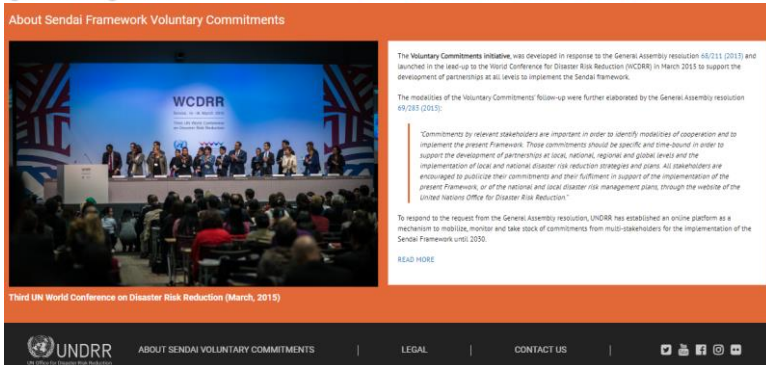 About Sendai Framework Voluntary Commitments
WCDRR
Third UN World Conference
on Disaster Risk Reduction
The Voluntary Commitments initiative, was developed in response to the General Assembly resolution 68/211 (2013) and
launched in the lead-up to the World Conference for Disaster Risk Reduction (WCDRR) in March 2015 to support the
development of partnerships at all levels to implement the Sendai framework.
The modalities of the Voluntary Commitments' follow-up were further elaborated by the General Assembly resolution
69/283 (2015):
"Commitments by relevant stakeholders are important in order to identify modalities of cooperation and to
implement the present Framework. Those commitments should be specific and time-bound in order to
support the development of partnerships at local, national, regional and global levels and the
implementation of local and national disaster risk reduction strategies and plans. All stakeholders are
encouraged to publicize their commitments and their fulfilment in support of the implementation of the
present Framework, or of the national and local disaster risk management plans, through the website of the
United Nations Office for Disaster Risk Reduction."
To respond to the request from the General Assembly resolution, UNDRR has established an online platform as a
mechanism to mobilize, monitor and take stock of commitments from multi-stakeholders for the implementation of the
Sendai Framework until 2030.
READ MORE
Third UN World Conference on Disaster Risk Reduction (March, 2015)
UNDRR
UN Office for Disaster Risk Reduction
ABOUT SENDAI VOLUNTARY COMMITMENTS | LEGAL | CONTACT US |